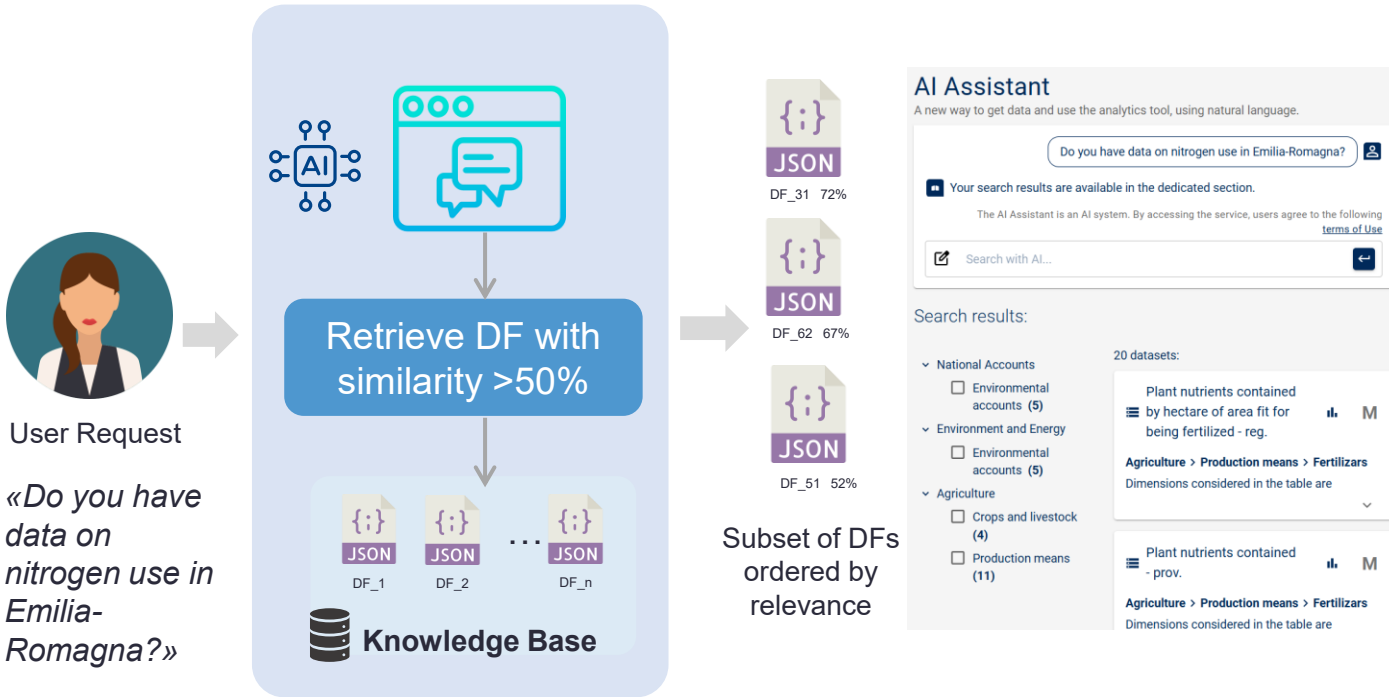 User Request
«Do you have
data on
nitrogen use in
Emilia-
Romagna?»
AI
Retrieve DF with
similarity >50%
{;}
JSON
DF_1
{;}
JSON
DF_2
...
{;}
JSON
DF_n
Knowledge Base
{;}
JSON
DF_31 72%
{;}
JSON
DF_62 67%
{;}
JSON
DF_51 52%
Subset of DFs
ordered by
relevance
AI Assistant
A new way to get data and use the analytics tool, using natural language.
Do you have data on nitrogen use in Emilia-Romagna?
Your search results are available in the dedicated section.
The AI Assistant is an AI system. By accessing the service, users agree to the following
terms of Use
Search with AI...
Search results:
National Accounts
Environmental
accounts (5)
Environment and Energy
Environmental
accounts (5)
Agriculture
Crops and livestock
(4)
Production means
(11)
20 datasets:
Plant nutrients contained
by hectare of area fit for
being fertilized - reg.
M
Agriculture > Production means > Fertilizars
Dimensions considered in the table are
Plant nutrients contained
- prov.
M
Agriculture > Production means > Fertilizars
Dimensions considered in the table are